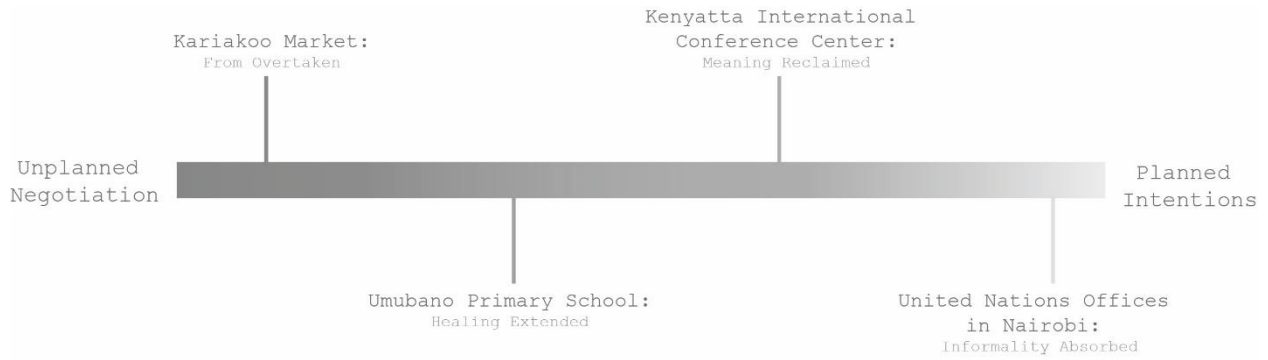 Kariakoo Market:
From Overtaken
Kenyatta International
Conference Center:
Meaning Reclaimed
Unplanned
Negotiation
Planned
Intentions
Umubano Primary School:
Healing Extended
United Nations Offices
in Nairobi:
Informality Absorbed